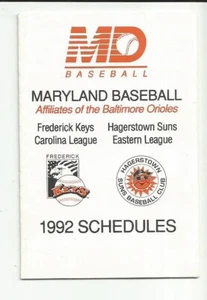 MD
BASEBALL
MARYLAND BASEBALL
Affiliates of the Baltimore Orioles
Frederick Keys Hagerstown Suns
Carolina League Eastern League
FREDERICK
KEYS
HAGERSTOWN
SUNS BASEBALL CLUB
1992 SCHEDULES